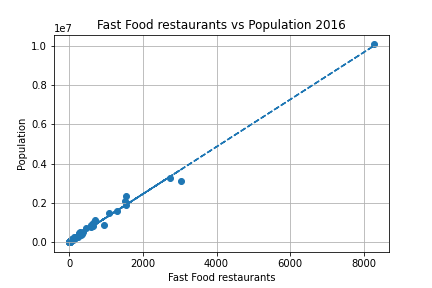 Fast Food restaurants vs Population 2016
1e7
1.0
0.8
0.6
0.4
0.2
0.0
Population
0 2000 4000 6000 8000
Fast Food restaurants